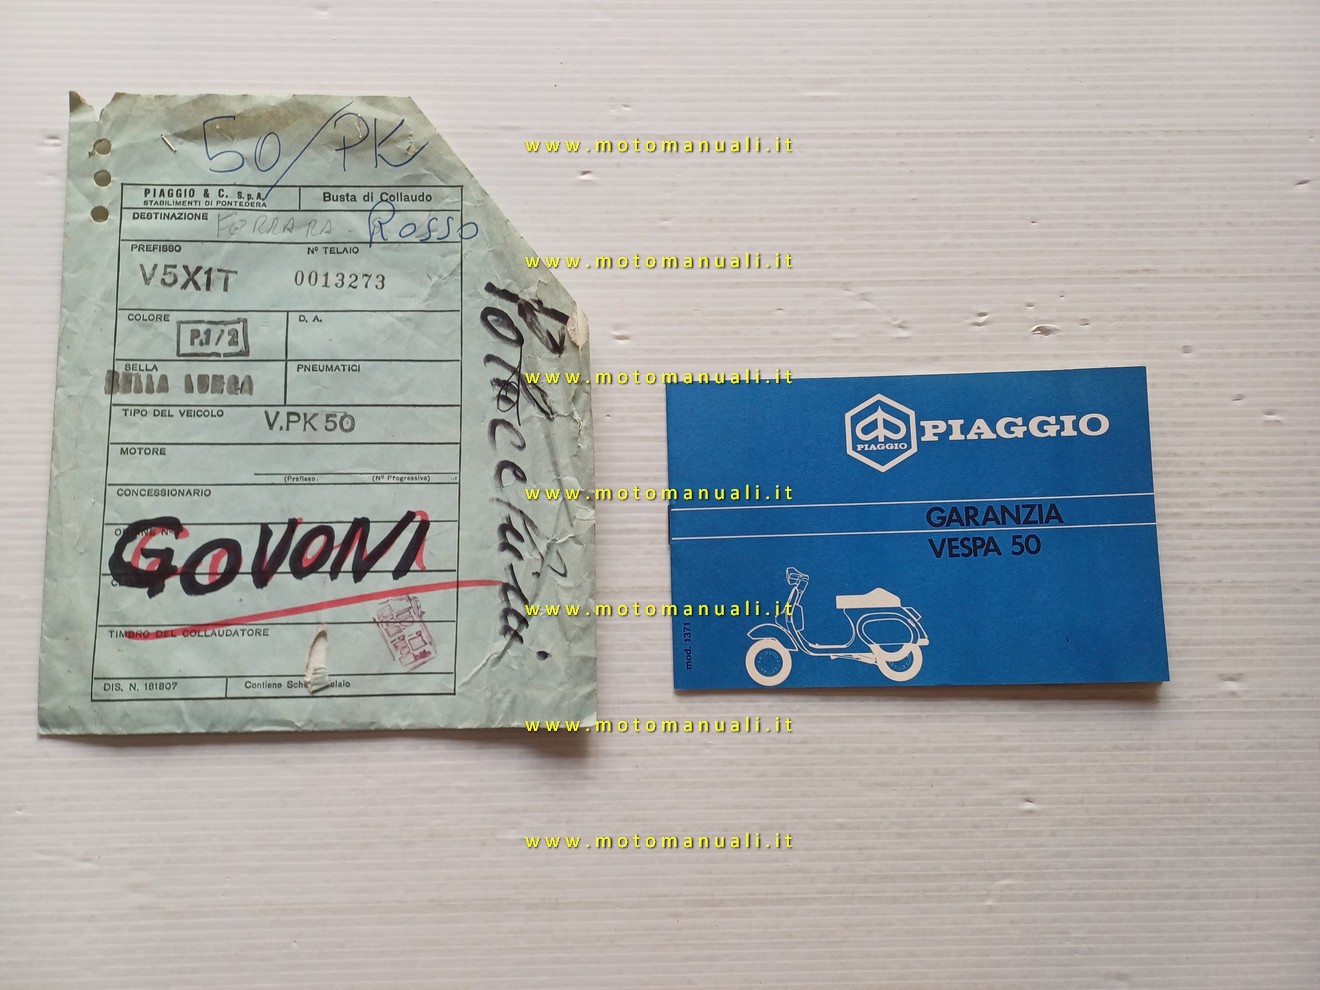 50/PK
PIAGGIO & C. S.p.A.
STABILIMENTI DI PONTEDERA
Busta di Collaudo
DESTINAZIONE FERRARA Rosso
PREFISSO
Nº TELAIO
V5X1T
0013273
COLORE
P.1/2
D. A.
SELLA
SELLA LUNGA
PNEUMATICI
TIPO DEL VEICOLO
V.PK 50
MOTORE
(Prefisso)
(Nº Progressivo)
CONCESSIONARIO
GOVONI
TIMBRO DEL COLLAUDATORE
DIS. N. 181807
PIAGGIO
PIAGGIO
GARANZIA
VESPA 50
mod. 1371
www.motomanuali.it
www.motomanuali.it
www.motomanuali.it
www.motomanuali.it
www.motomanuali.it
www.motomanuali.it
www.motomanuali.it